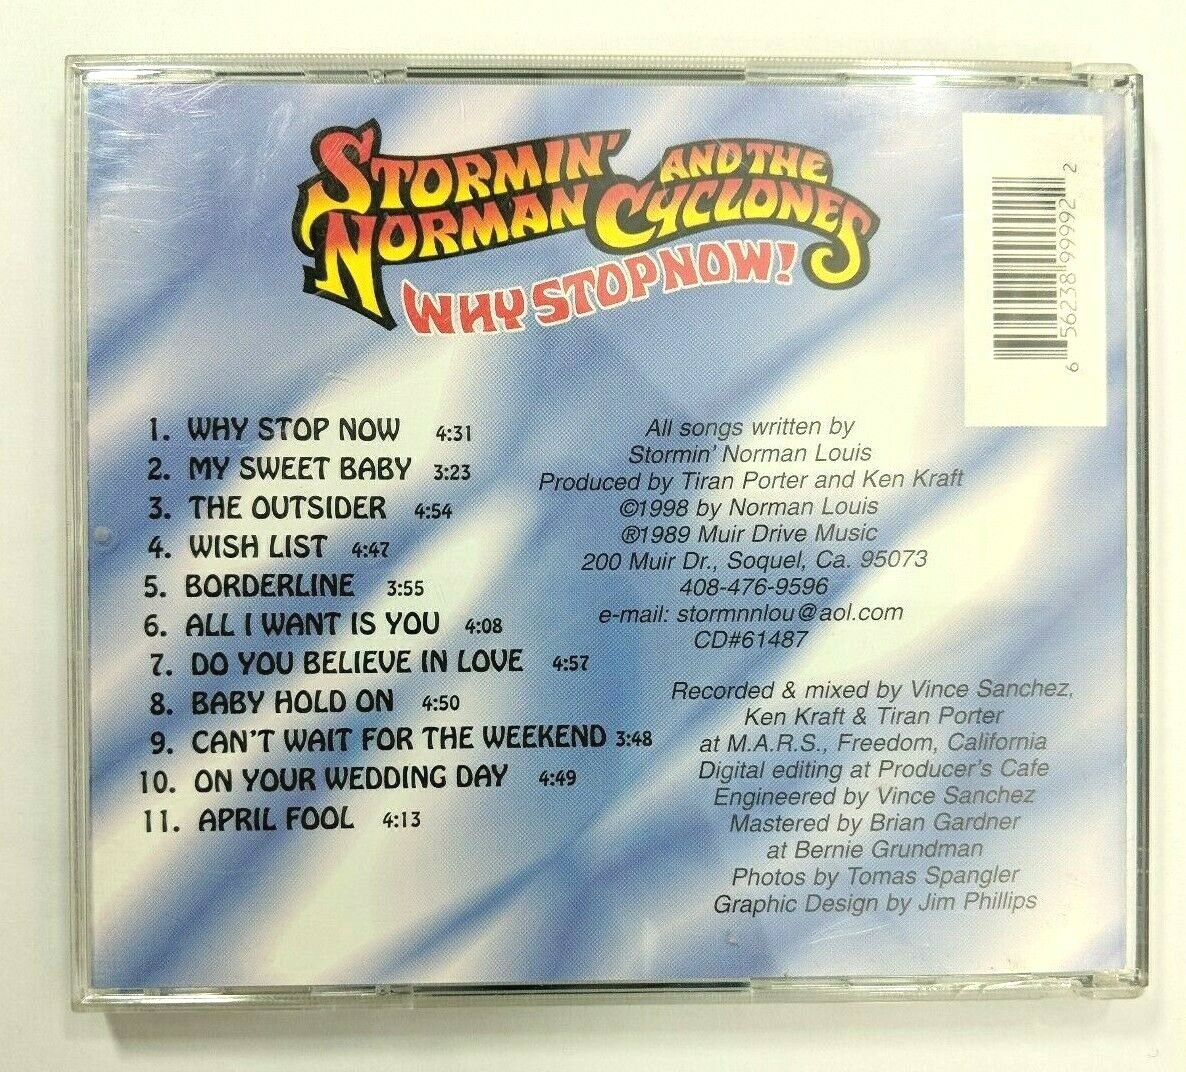 STORMIN' AND THE
NORMAN CYCLONES
WHY STOP NOW!
6 56238 99992 2
1. WHY STOP NOW 4:31
2. MY SWEET BABY 3:23
3. THE OUTSIDER 4:54
4. WISH LIST 4:47
5. BORDERLINE 3:55
6. ALL I WANT IS YOU 4:08
7. DO YOU BELIEVE IN LOVE 4:57
8. BABY HOLD ON 4:50
9. CAN'T WAIT FOR THE WEEKEND 3:48
10. ON YOUR WEDDING DAY 4:49
11. APRIL FOOL 4:13
All songs written by
Stormin' Norman Louis
Produced by Tiran Porter and Ken Kraft
©1998 by Norman Louis
®1989 Muir Drive Music
200 Muir Dr., Soquel, Ca. 95073
408-476-9596
e-mail: stormnnlou@aol.com
CD#61487
Recorded & mixed by Vince Sanchez,
Ken Kraft & Tiran Porter
at M.A.R.S., Freedom, California
Digital editing at Producer's Cafe
Engineered by Vince Sanchez
Mastered by Brian Gardner
at Bernie Grundman
Photos by Tomas Spangler
Graphic Design by Jim Phillips